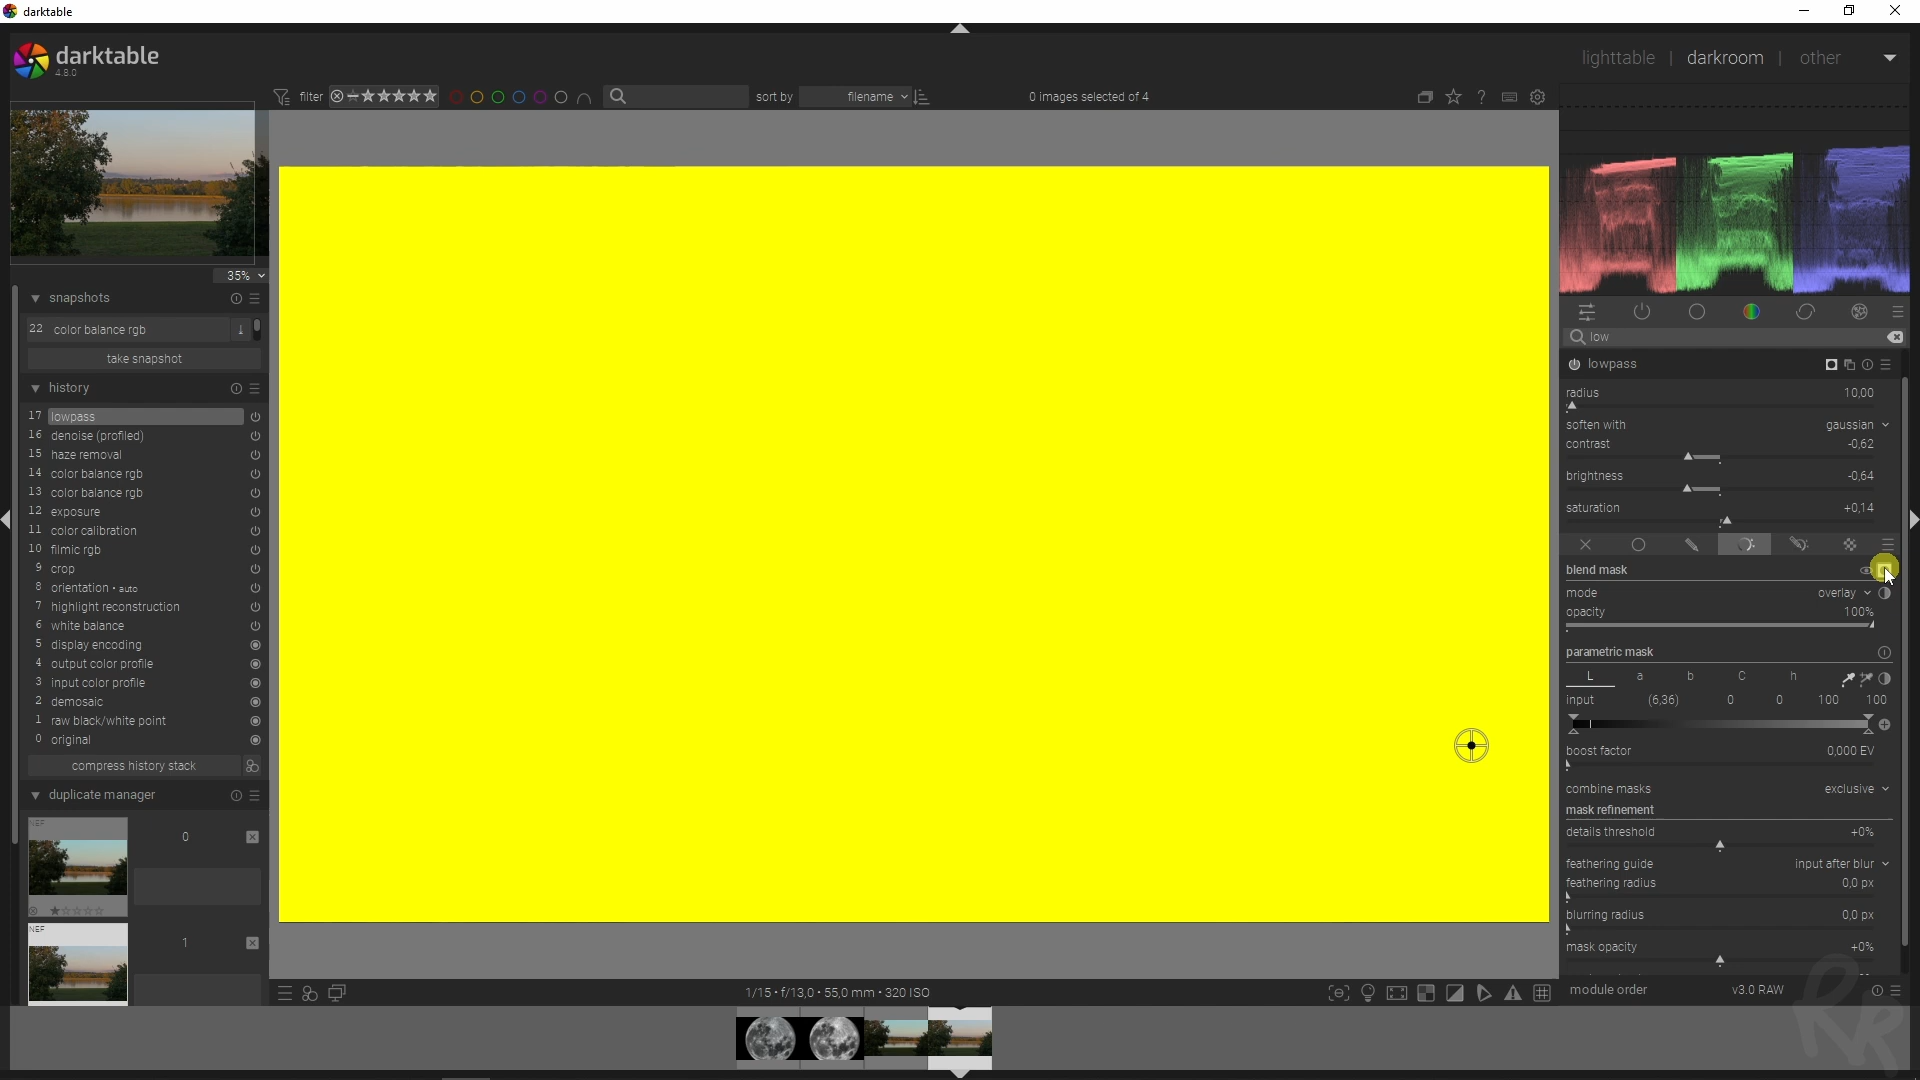 darktable
darktable
4.8.0
lighttable | darkroom | other
filter
sort by filename
0 images selected of 4
35%
snapshots
22 color balance rgb
take snapshot
history
17 lowpass
16 denoise (profiled)
15 haze removal
14 color balance rgb
13 color balance rgb
12 exposure
11 color calibration
10 filmic rgb
9 crop
8 orientation • auto
7 highlight reconstruction
6 white balance
5 display encoding
4 output color profile
3 input color profile
2 demosaic
1 raw black/white point
0 original
compress history stack
duplicate manager
NEF
0
NEF
1
1/15 • f/13,0 • 55,0 mm • 320 ISO
low
lowpass
radius 10,00
soften with gaussian
contrast -0,62
brightness -0,64
saturation +0,14
blend mask
mode overlay
opacity 100%
parametric mask
L a b C h
input (6,36) 0 0 100 100
boost factor 0,000 EV
combine masks exclusive
mask refinement
details threshold +0%
feathering guide input after blur
feathering radius 0,0 px
blurring radius 0,0 px
mask opacity +0%
module order v3.0 RAW
RR